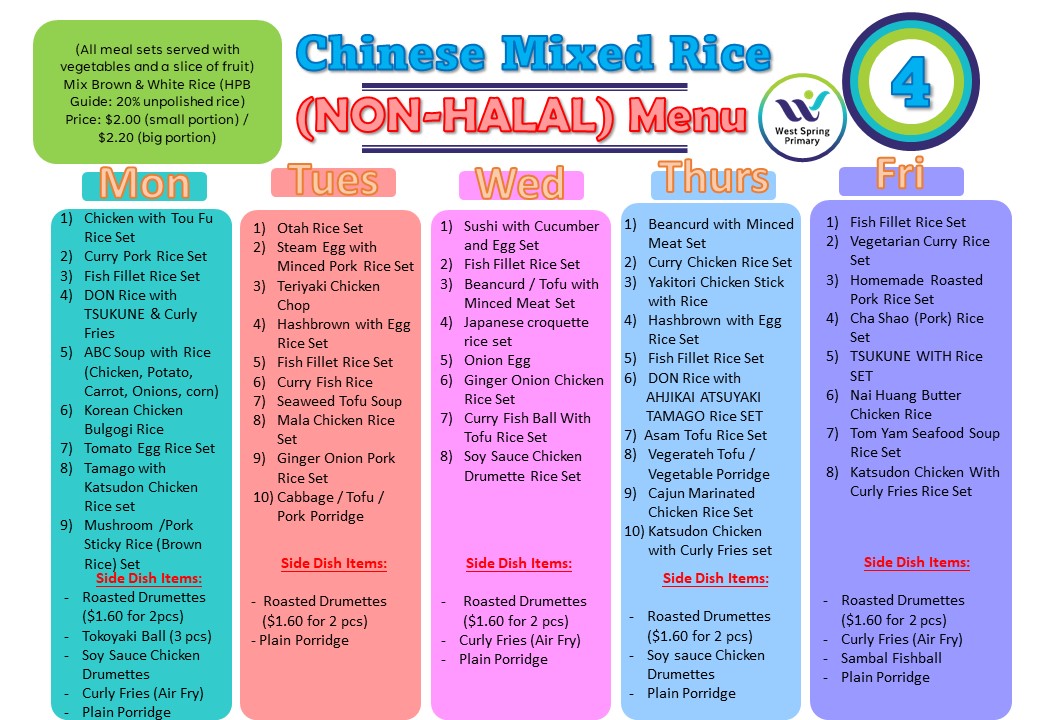 (All meal sets served with
vegetables and a slice of fruit)
Mix Brown & White Rice (HPB
Guide: 20% unpolished rice)
Price: $2.00 (small portion) /
$2.20 (big portion)
Chinese Mixed Rice
(NON-HALAL) Menu
West Spring
Primary
4
Mon
1) Chicken with Tou Fu
Rice Set
2) Curry Pork Rice Set
3) Fish Fillet Rice Set
4) DON Rice with
TSUKUNE & Curly
Fries
5) ABC Soup with Rice
(Chicken, Potato,
Carrot, Onions, corn)
6) Korean Chicken
Bulgogi Rice
7) Tomato Egg Rice Set
8) Tamago with
Katsudon Chicken
Rice set
9) Mushroom /Pork
Sticky Rice (Brown
Rice) Set
Side Dish Items:
- Roasted Drumettes
($1.60 for 2pcs)
- Tokoyaki Ball (3 pcs)
- Soy Sauce Chicken
Drumettes
- Curly Fries (Air Fry)
- Plain Porridge
Tues
1) Otah Rice Set
2) Steam Egg with
Minced Pork Rice Set
3) Teriyaki Chicken
Chop
4) Hashbrown with Egg
Rice Set
5) Fish Fillet Rice Set
6) Curry Fish Rice
7) Seaweed Tofu Soup
8) Mala Chicken Rice
Set
9) Ginger Onion Pork
Rice Set
10) Cabbage / Tofu /
Pork Porridge
Side Dish Items:
- Roasted Drumettes
($1.60 for 2 pcs)
- Plain Porridge
Wed
1) Sushi with Cucumber
and Egg Set
2) Fish Fillet Rice Set
3) Beancurd / Tofu with
Minced Meat Set
4) Japanese croquette
rice set
5) Onion Egg
6) Ginger Onion Chicken
Rice Set
7) Curry Fish Ball With
Tofu Rice Set
8) Soy Sauce Chicken
Drumette Rice Set
Side Dish Items:
- Roasted Drumettes
($1.60 for 2 pcs)
- Curly Fries (Air Fry)
- Plain Porridge
Thurs
1) Beancurd with Minced
Meat Set
2) Curry Chicken Rice Set
3) Yakitori Chicken Stick
with Rice
4) Hashbrown with Egg
Rice Set
5) Fish Fillet Rice Set
6) DON Rice with
AHJIKAI ATSUYAKI
TAMAGO Rice SET
7) Asam Tofu Rice Set
8) Vegerateh Tofu /
Vegetable Porridge
9) Cajun Marinated
Chicken Rice Set
10) Katsudon Chicken
with Curly Fries set
Side Dish Items:
- Roasted Drumettes
($1.60 for 2 pcs)
- Soy sauce Chicken
Drumettes
- Plain Porridge
Fri
1) Fish Fillet Rice Set
2) Vegetarian Curry Rice
Set
3) Homemade Roasted
Pork Rice Set
4) Cha Shao (Pork) Rice
Set
5) TSUKUNE WITH Rice
SET
6) Nai Huang Butter
Chicken Rice
7) Tom Yam Seafood Soup
Rice Set
8) Katsudon Chicken With
Curly Fries Rice Set
Side Dish Items:
- Roasted Drumettes
($1.60 for 2 pcs)
- Curly Fries (Air Fry)
- Sambal Fishball
- Plain Porridge